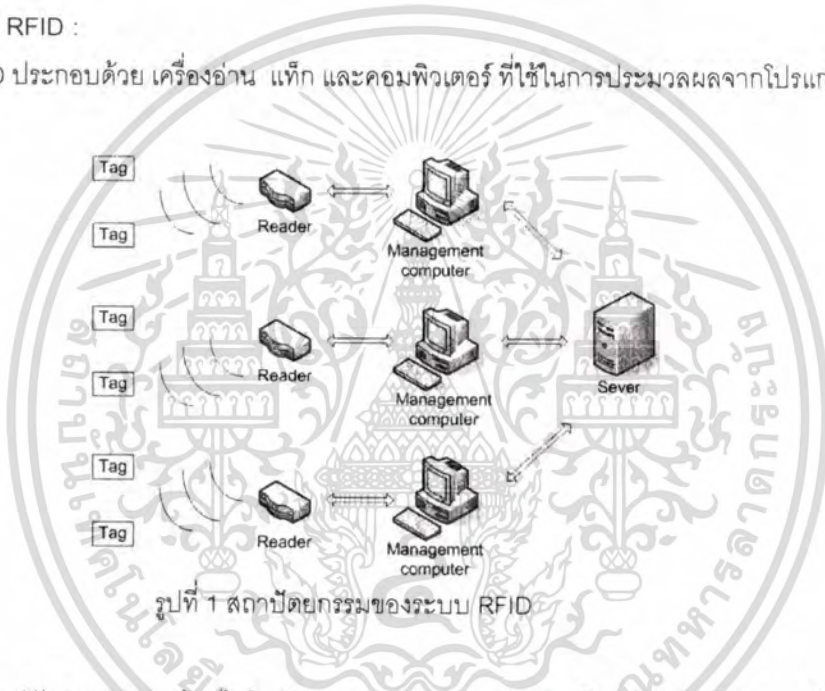 RFID :
ประกอบด้วย เครื่องอ่าน แท็ก และคอมพิวเตอร์ ที่ใช้ในการประมวลผลจากโปรแก
Tag
Tag
Reader
Management
computer
Tag
Tag
Reader
Management
computer
Sever
Tag
Tag
Reader
Management
computer
รูปที่ 1 สถาปัตยกรรมของระบบ RFID